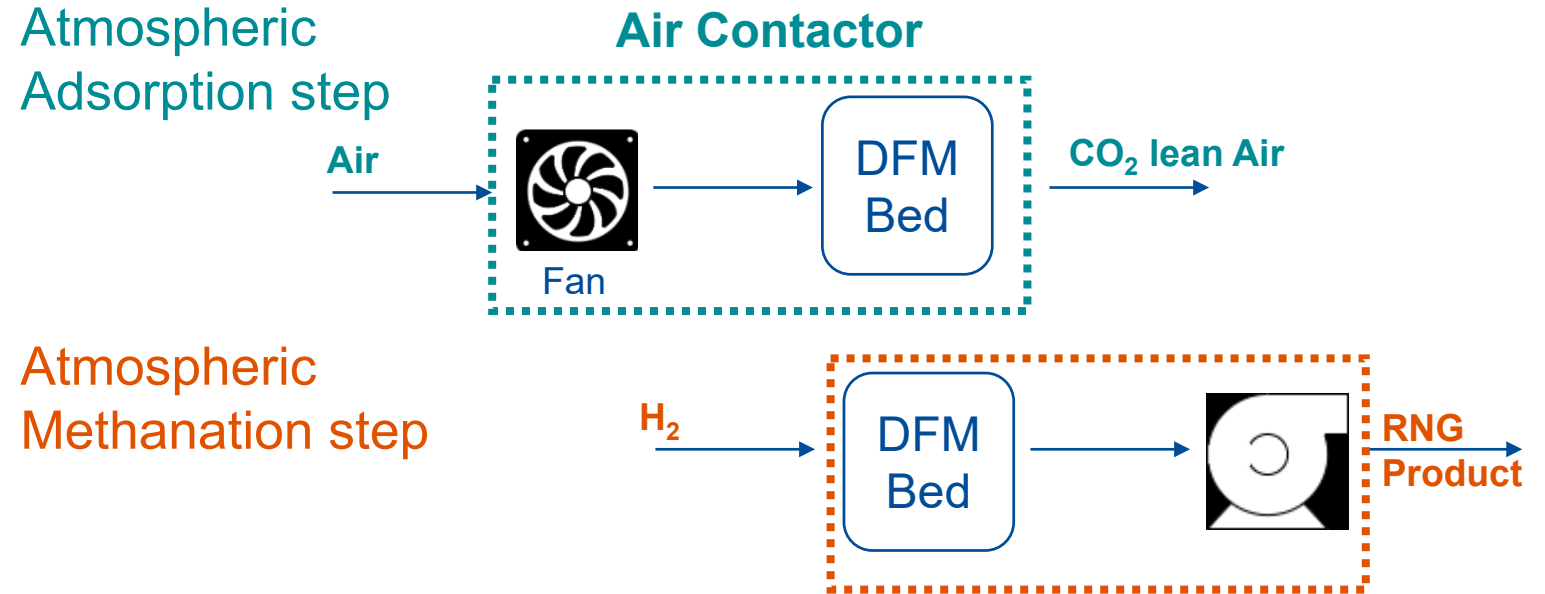 Atmospheric
Adsorption step
Air Contactor
Air
Fan
DFM
Bed
CO₂ lean Air
Atmospheric
Methanation step
H₂
DFM
Bed
RNG
Product